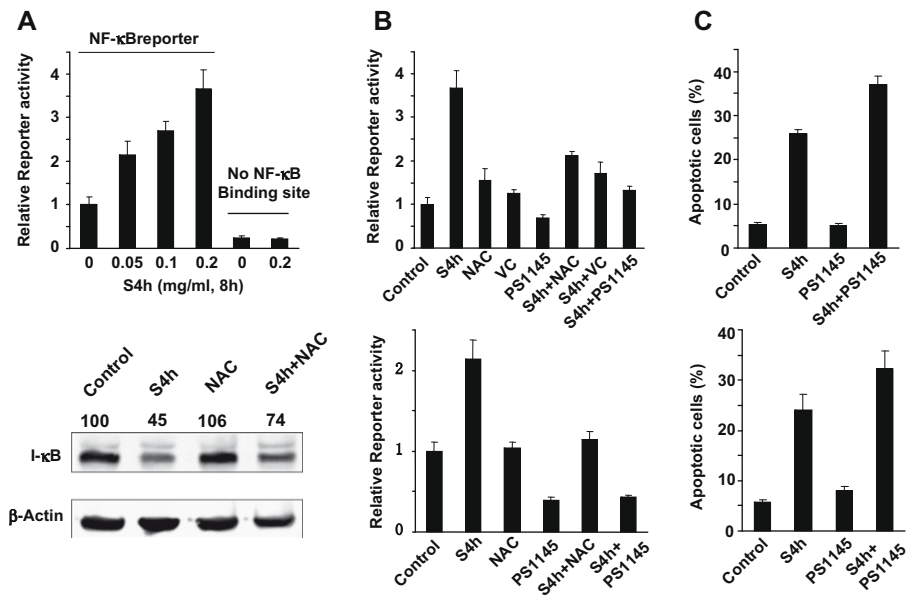 A
NF-κBreporter
Relative Reporter activity
4
3
2
1
0
No NF-κB
Binding site
0 0.05 0.1 0.2 0 0.2
S4h (mg/ml, 8h)
Control S4h NAC S4h+NAC
100 45 106 74
I-κB
β-Actin
B
Relative Reporter activity
4
3
2
1
0
Control S4h NAC VC PS1145 S4h+NAC S4h+VC S4h+PS1145
Relative Reporter activity
2
1
0
Control S4h NAC PS1145 S4h+NAC S4h+
PS1145
C
Apoptotic cells (%)
40
30
20
10
0
Control S4h PS1145 S4h+PS1145
Apoptotic cells (%)
40
30
20
10
0
Control S4h PS1145 S4h+
PS1145